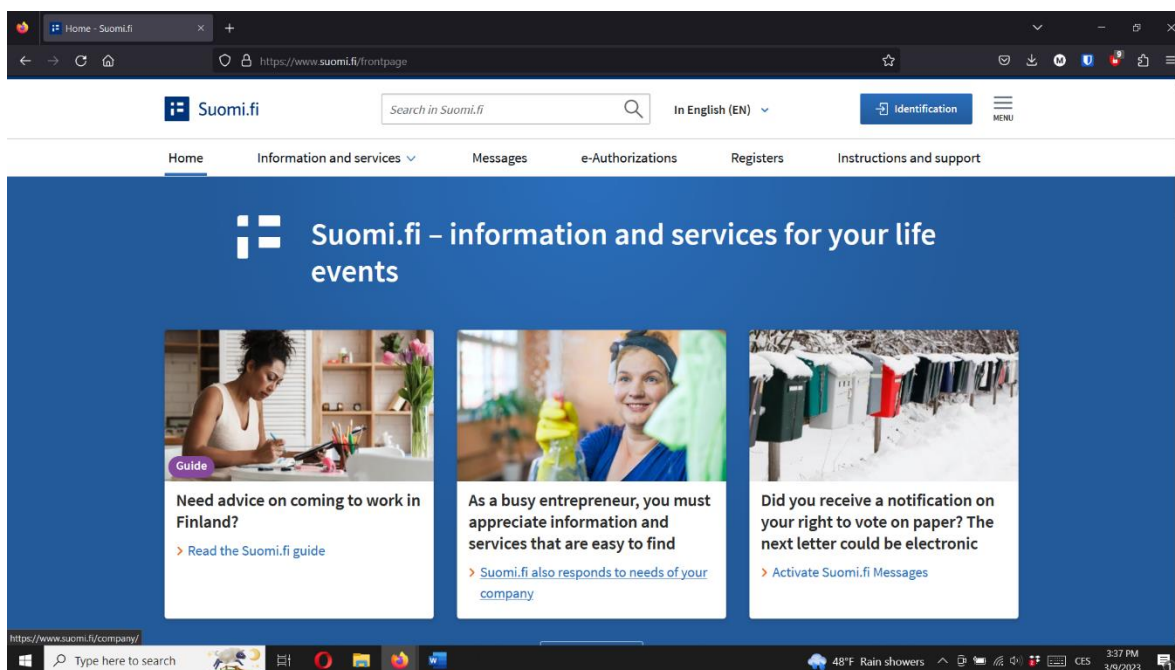 Home - Suomi.fi
https://www.suomi.fi/frontpage
9
Suomi.fi
Search in Suomi.fi
In English (EN)
Identification
MENU
Home Information and services Messages e-Authorizations Registers Instructions and support
Suomi.fi – information and services for your life
events
Guide
Need advice on coming to work in
Finland?
Read the Suomi.fi guide
As a busy entrepreneur, you must
appreciate information and
services that are easy to find
Suomi.fi also responds to needs of your
company
Did you receive a notification on
your right to vote on paper? The
next letter could be electronic
Activate Suomi.fi Messages
https://www.suomi.fi/company/
Type here to search
48°F Rain showers
CES
3:37 PM
3/9/2023